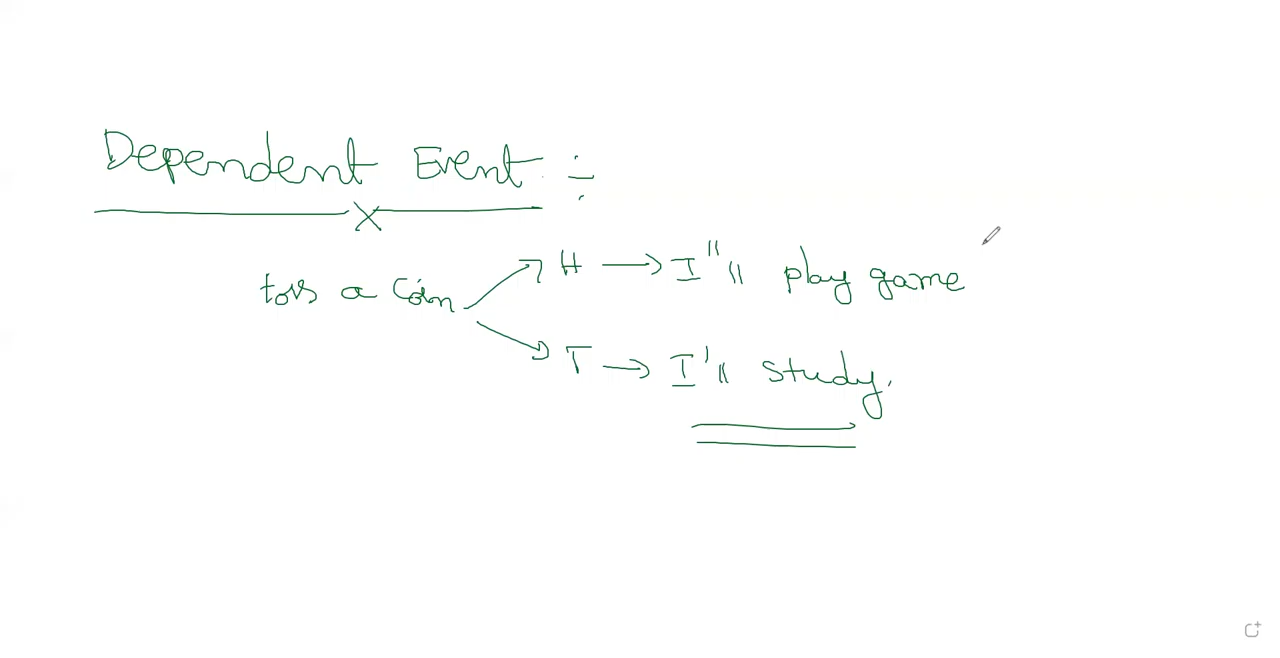 Dependent Event :-
toss a Coin
H → I'll play game
T → I'll study.